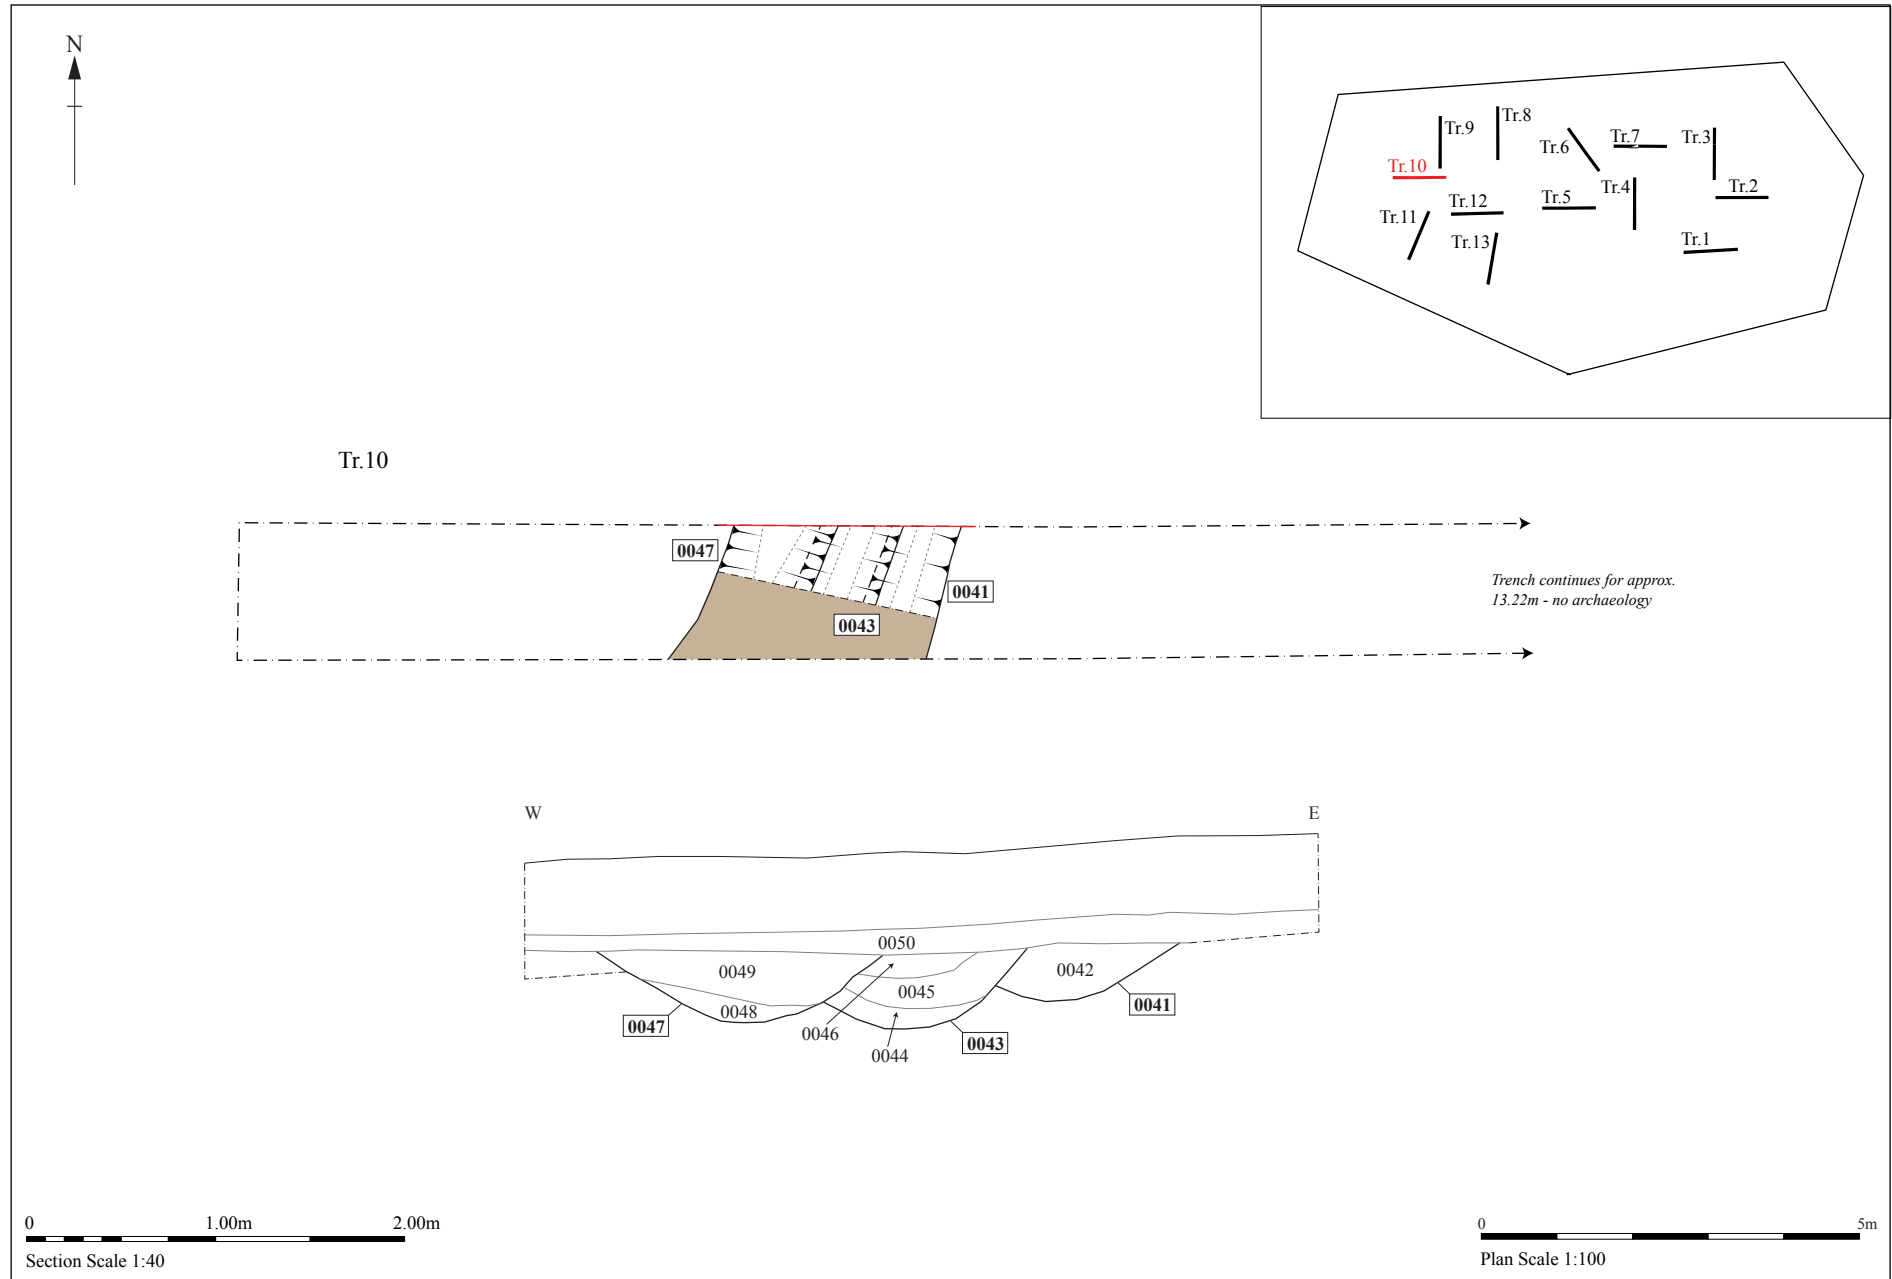 N
Tr.9
Tr.8
Tr.6
Tr.7
Tr.3
Tr.10
Tr.11
Tr.12
Tr.13
Tr.5
Tr.4
Tr.2
Tr.1
Tr.10
0047
0043
0041
Trench continues for approx.
13.22m - no archaeology
W
E
0050
0049
0048
0047
0046
0045
0044
0043
0042
0041
0 1.00m 2.00m
Section Scale 1:40
0 5m
Plan Scale 1:100